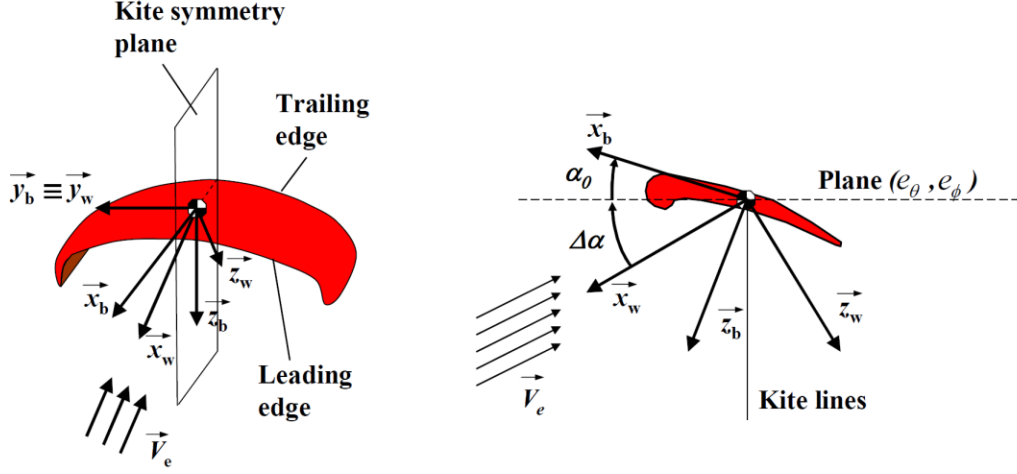 Kite symmetry
plane
Trailing
edge
y_b ≡ y_w
z_w
x_b
z_b
x_w
Leading
edge
V_e
x_b
α_0
Plane (e_θ , e_ϕ )
Δα
x_w
z_w
z_b
V_e
Kite lines